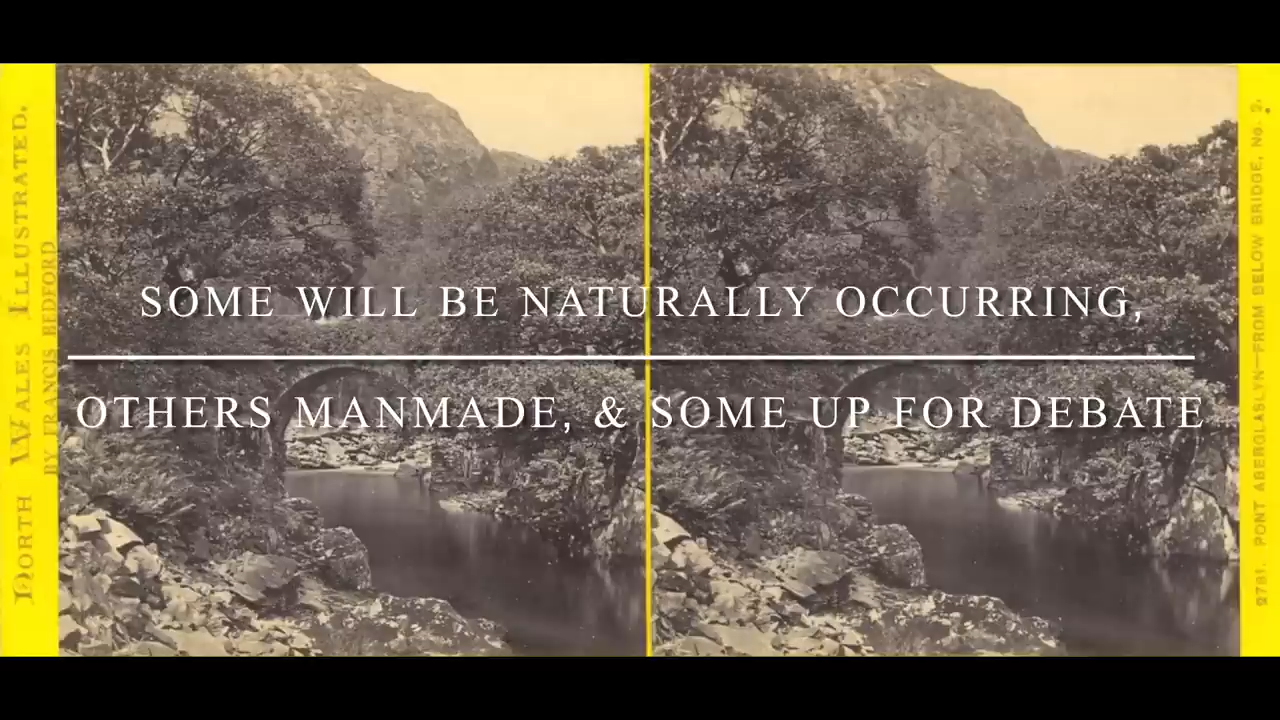 NORTH WALES ILLUSTRATED.
BY FRANCIS BEDFORD
SOME WILL BE NATURALLY OCCURRING,
OTHERS MANMADE, & SOME UP FOR DEBATE
2781. PONT ABERGLASLYN—FROM BELOW BRIDGE, No. 2.